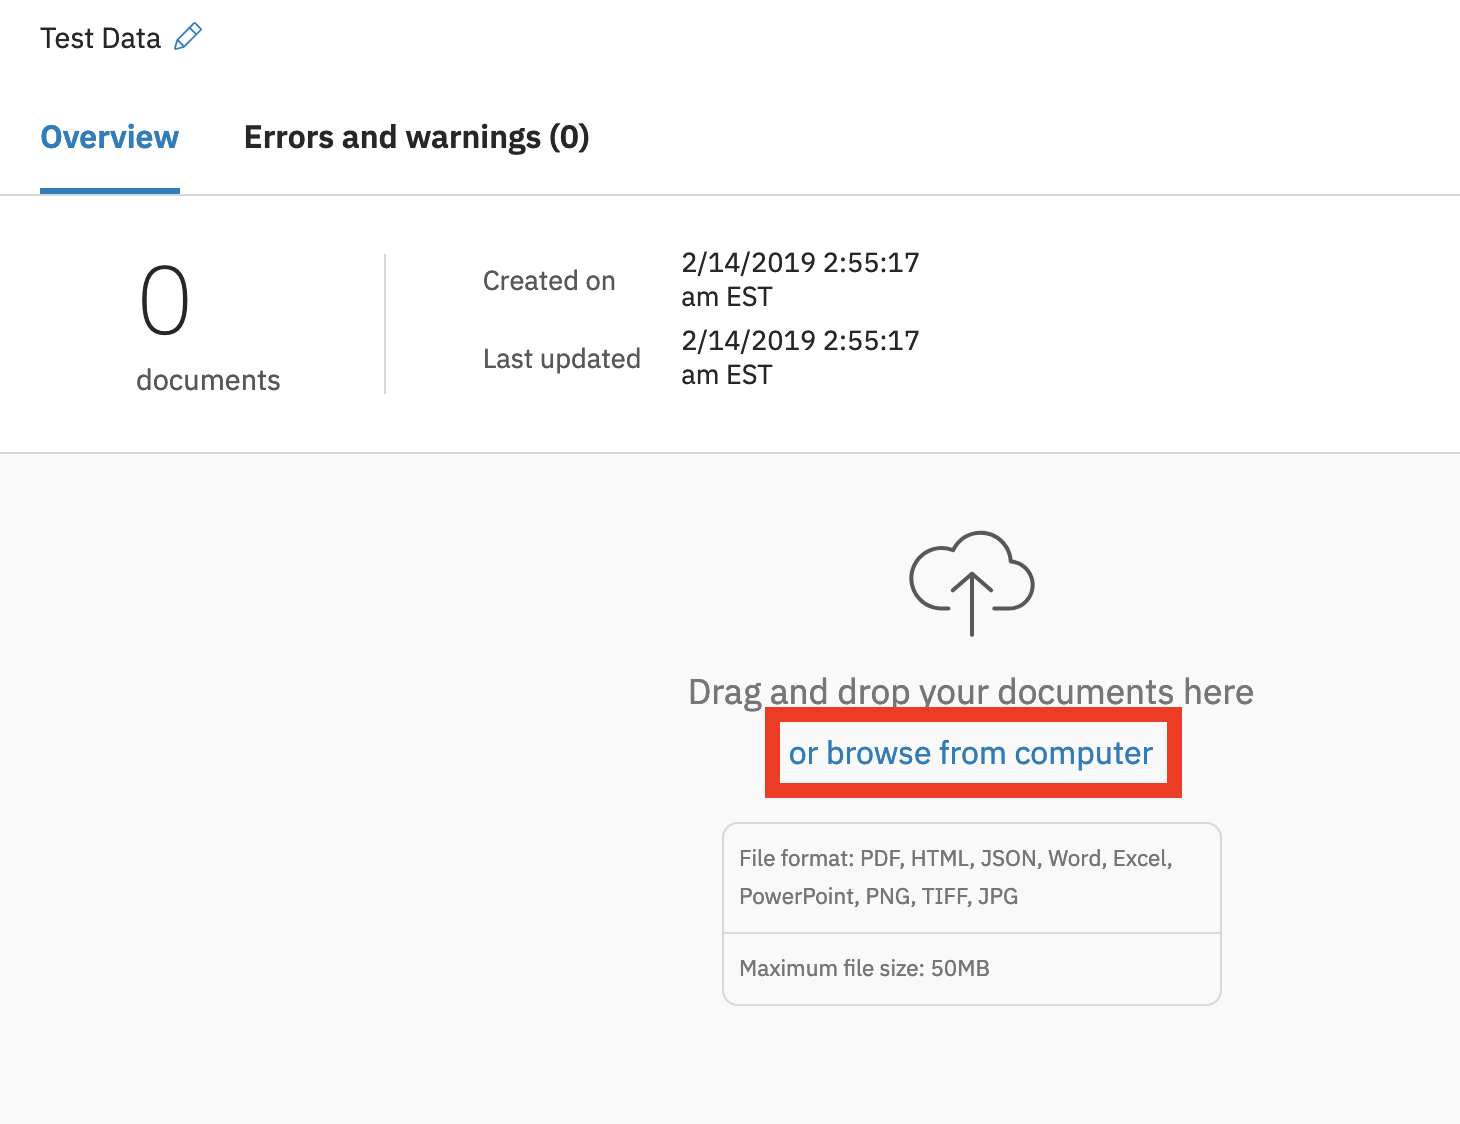 Test Data
Overview
Errors and warnings (0)
0
documents
Created on
2/14/2019 2:55:17
am EST
Last updated
2/14/2019 2:55:17
am EST
Drag and drop your documents here
or browse from computer
File format: PDF, HTML, JSON, Word, Excel,
PowerPoint, PNG, TIFF, JPG
Maximum file size: 50MB